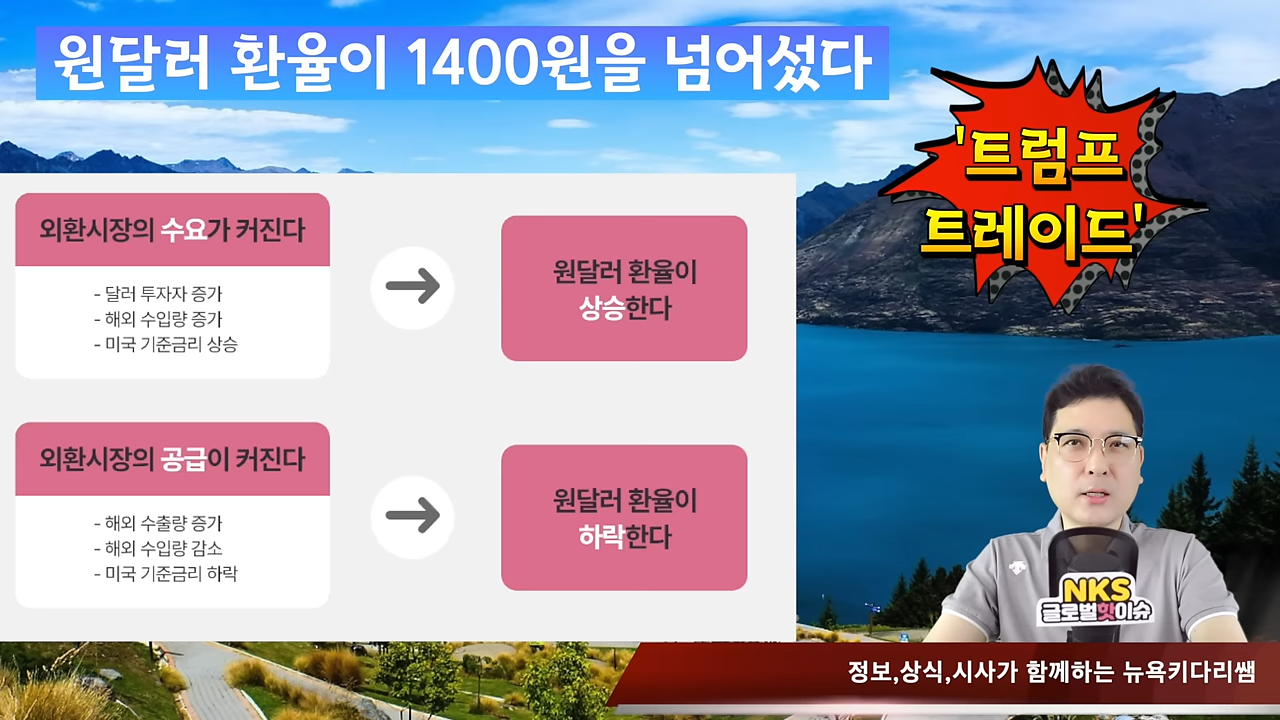 원달러 환율이 1400원을 넘어섰다
'트럼프
트레이드'
외환시장의 수요가 커진다
- 달러 투자자 증가
- 해외 수입량 증가
- 미국 기준금리 상승
원달러 환율이
상승한다
외환시장의 공급이 커진다
- 해외 수출량 증가
- 해외 수입량 감소
- 미국 기준금리 하락
원달러 환율이
하락한다
NKS
글로벌핫이슈
정보,상식,시사가 함께하는 뉴욕키다리쌤